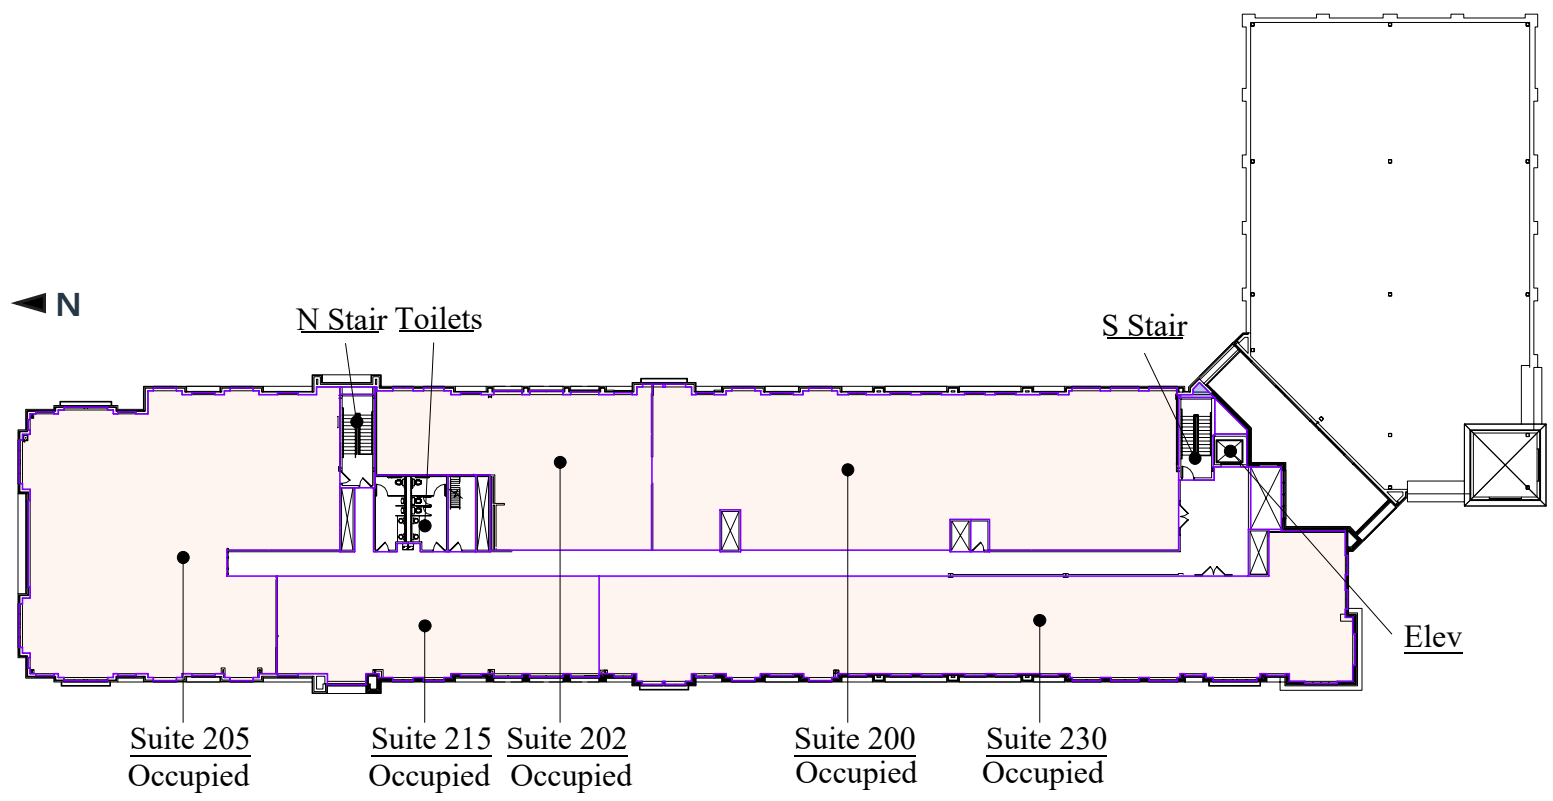 N
N Stair Toilets
S Stair
Elev
Suite 205
Occupied
Suite 215
Occupied
Suite 202
Occupied
Suite 200
Occupied
Suite 230
Occupied